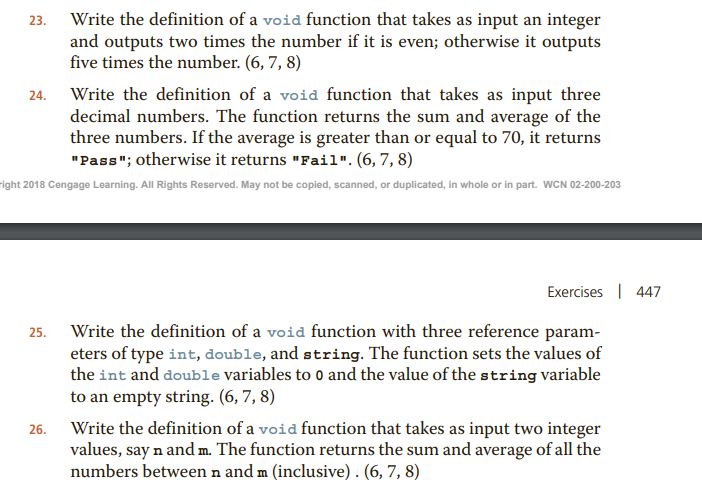 23. Write the definition of a void function that takes as input an integer
and outputs two times the number if it is even; otherwise it outputs
five times the number. (6, 7, 8)
24. Write the definition of a void function that takes as input three
decimal numbers. The function returns the sum and average of the
three numbers. If the average is greater than or equal to 70, it returns
"Pass"; otherwise it returns "Fail". (6, 7, 8)
right 2018 Cengage Learning. All Rights Reserved. May not be copied, scanned, or duplicated, in whole or in part. WCN 02-200-203
Exercises | 447
25. Write the definition of a void function with three reference param-
eters of type int, double, and string. The function sets the values of
the int and double variables to 0 and the value of the string variable
to an empty string. (6, 7, 8)
26. Write the definition of a void function that takes as input two integer
values, say n and m. The function returns the sum and average of all the
numbers between n and m (inclusive) . (6, 7, 8)